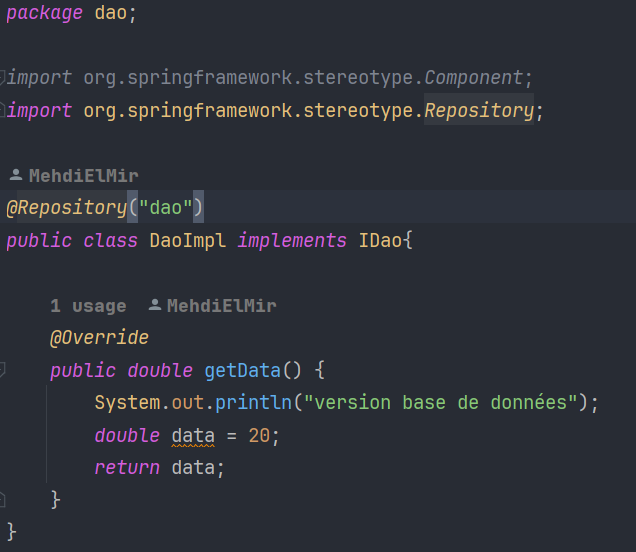 package dao;
import org.springframework.stereotype.Component;
import org.springframework.stereotype.Repository;
MehdiElMir
@Repository("dao")
public class DaoImpl implements IDao{
1 usage MehdiElMir
@Override
public double getData() {
System.out.println("version base de données");
double data = 20;
return data;
}
}